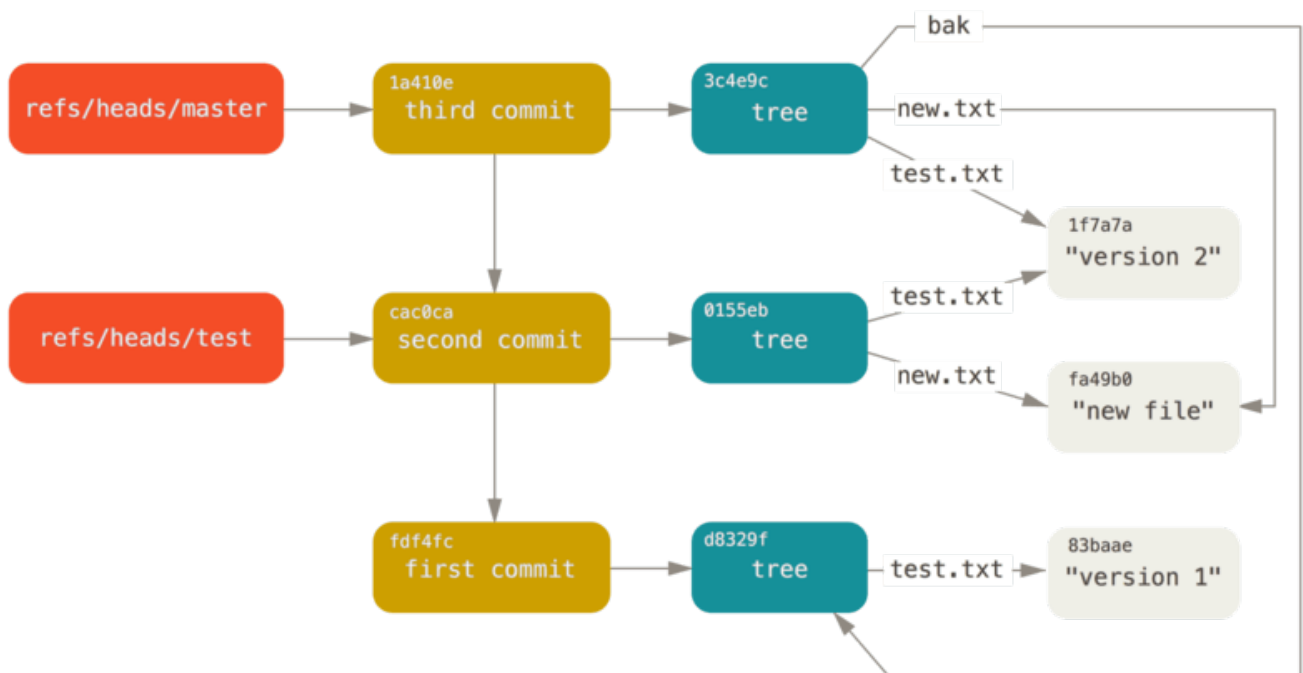 bak
1a410e
3c4e9c
refs/heads/master
third commit
tree
new.txt
test.txt
1f7a7a
"version 2"
test.txt
cac0ca
0155eb
refs/heads/test
second commit
tree
new.txt
fa49b0
"new file"
fdf4fc
d8329f
83baae
first commit
tree
test.txt
"version 1"